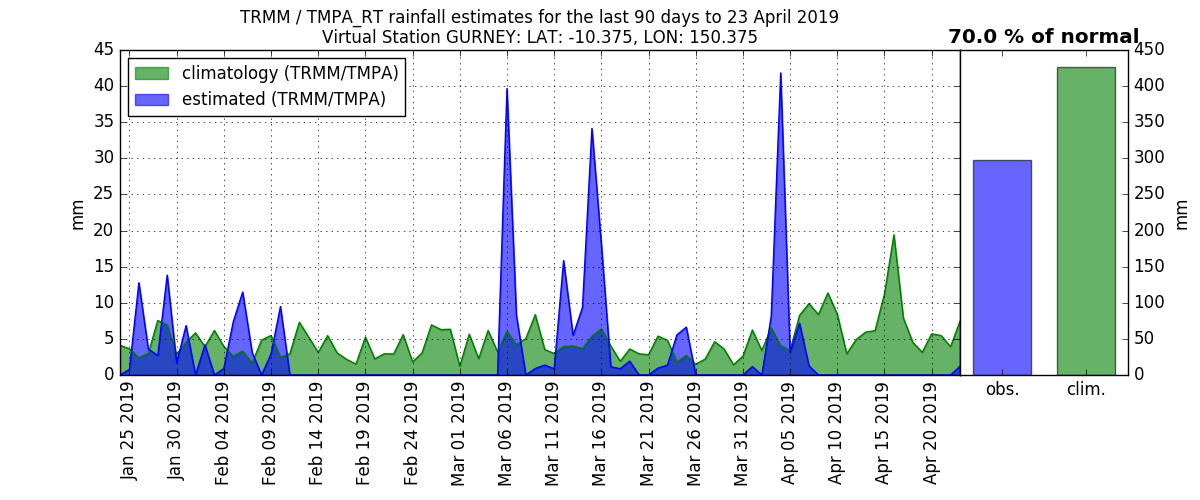 TRMM / TMPA_RT rainfall estimates for the last 90 days to 23 April 2019
Virtual Station GURNEY: LAT: -10.375, LON: 150.375
70.0 % of normal
climatology (TRMM/TMPA)
estimated (TRMM/TMPA)
45
40
35
30
25
20
15
10
5
0
mm
Jan 25 2019
Jan 30 2019
Feb 04 2019
Feb 09 2019
Feb 14 2019
Feb 19 2019
Feb 24 2019
Mar 01 2019
Mar 06 2019
Mar 11 2019
Mar 16 2019
Mar 21 2019
Mar 26 2019
Mar 31 2019
Apr 05 2019
Apr 10 2019
Apr 15 2019
Apr 20 2019
obs.
clim.
450
400
350
300
250
200
150
100
50
0
mm